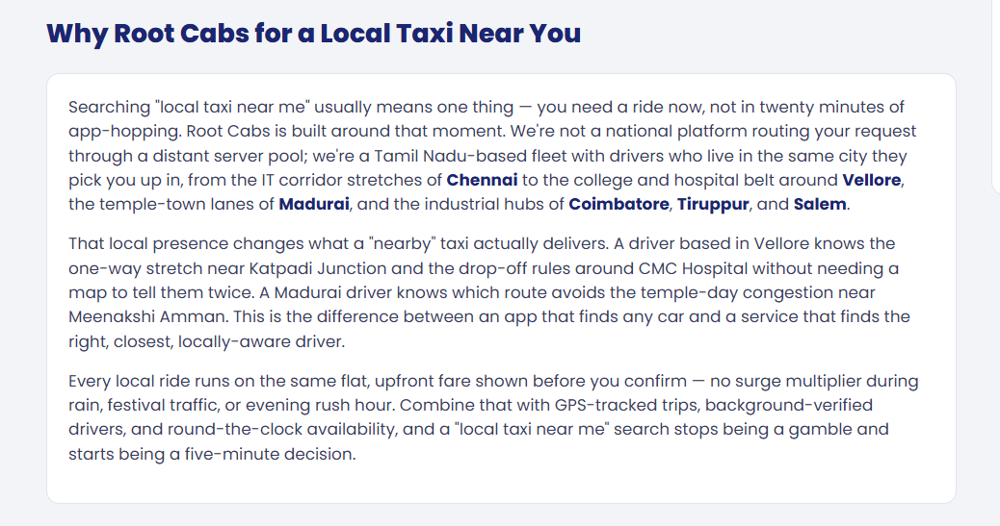 Why Root Cabs for a Local Taxi Near You
Searching "local taxi near me" usually means one thing — you need a ride now, not in twenty minutes of
app-hopping. Root Cabs is built around that moment. We're not a national platform routing your request
through a distant server pool; we're a Tamil Nadu-based fleet with drivers who live in the same city they
pick you up in, from the IT corridor stretches of Chennai to the college and hospital belt around Vellore,
the temple-town lanes of Madurai, and the industrial hubs of Coimbatore, Tiruppur, and Salem.
That local presence changes what a "nearby" taxi actually delivers. A driver based in Vellore knows the
one-way stretch near Katpadi Junction and the drop-off rules around CMC Hospital without needing a
map to tell them twice. A Madurai driver knows which route avoids the temple-day congestion near
Meenakshi Amman. This is the difference between an app that finds any car and a service that finds the
right, closest, locally-aware driver.
Every local ride runs on the same flat, upfront fare shown before you confirm — no surge multiplier during
rain, festival traffic, or evening rush hour. Combine that with GPS-tracked trips, background-verified
drivers, and round-the-clock availability, and a "local taxi near me" search stops being a gamble and
starts being a five-minute decision.